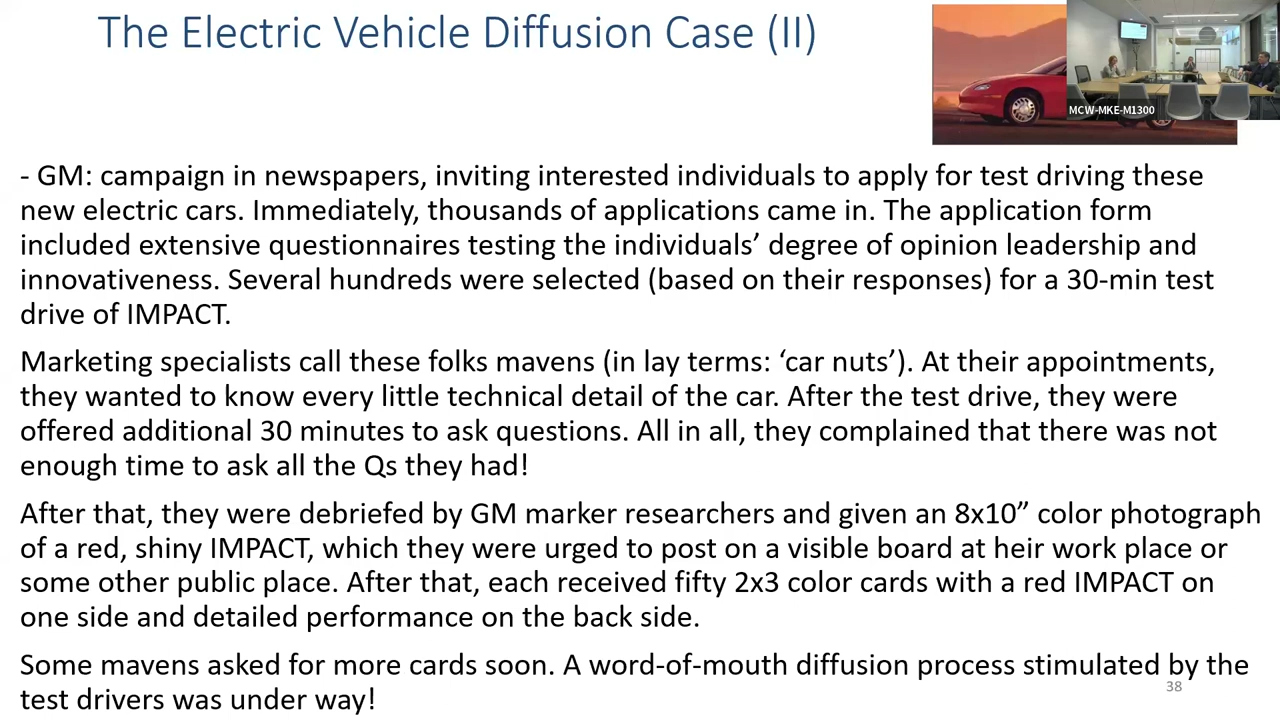 The Electric Vehicle Diffusion Case (II)
MCW-MKE-M1300
- GM: campaign in newspapers, inviting interested individuals to apply for test driving these
new electric cars. Immediately, thousands of applications came in. The application form
included extensive questionnaires testing the individuals’ degree of opinion leadership and
innovativeness. Several hundreds were selected (based on their responses) for a 30-min test
drive of IMPACT.
Marketing specialists call these folks mavens (in lay terms: ‘car nuts’). At their appointments,
they wanted to know every little technical detail of the car. After the test drive, they were
offered additional 30 minutes to ask questions. All in all, they complained that there was not
enough time to ask all the Qs they had!
After that, they were debriefed by GM marker researchers and given an 8x10” color photograph
of a red, shiny IMPACT, which they were urged to post on a visible board at heir work place or
some other public place. After that, each received fifty 2x3 color cards with a red IMPACT on
one side and detailed performance on the back side.
Some mavens asked for more cards soon. A word-of-mouth diffusion process stimulated by the
test drivers was under way!
38